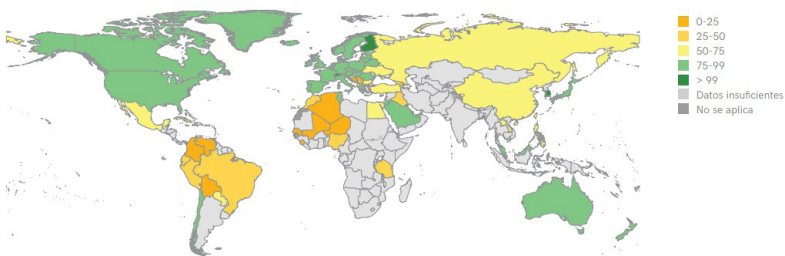 0-25
25-50
50-75
75-99
> 99
Datos insuficientes
No se aplica